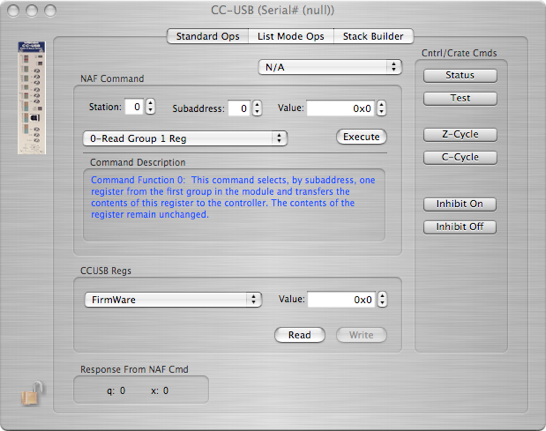 CC-USB (Serial# (null))
Standard Ops List Mode Ops Stack Builder
N/A
Cntrl/Crate Cmds
Status
Test
Z-Cycle
C-Cycle
Inhibit On
Inhibit Off
NAF Command
Station: 0 Subaddress: 0 Value: 0x0
0-Read Group 1 Reg Execute
Command Description
Command Function 0: This command selects, by subaddress, one
register from the first group in the module and transfers the
contents of this register to the controller. The contents of the
register remain unchanged.
CCUSB Regs
FirmWare Value: 0x0
Read Write
Response From NAF Cmd
q: 0 x: 0